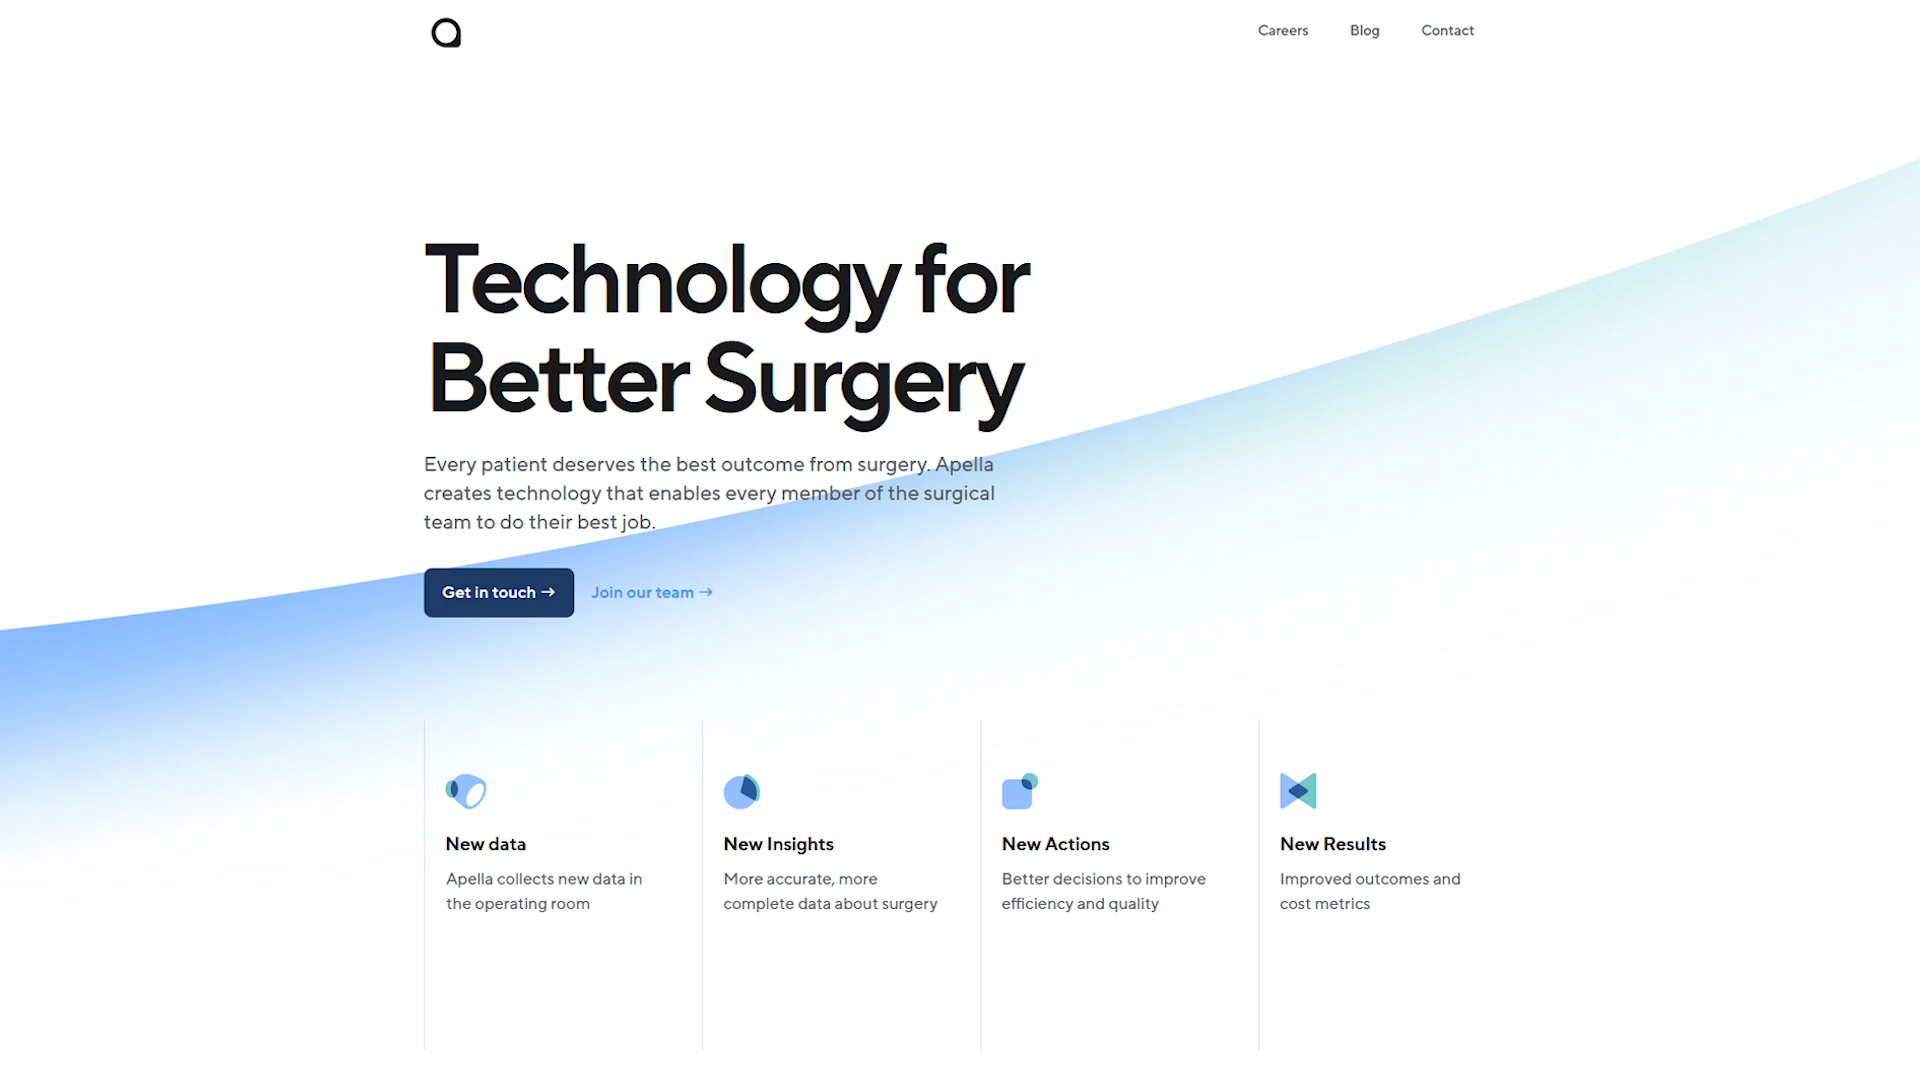 Careers
Blog
Contact
Technology for
Better Surgery
Every patient deserves the best outcome from surgery. Apella
creates technology that enables every member of the surgical
team to do their best job.
Get in touch →
Join our team →
New data
Apella collects new data in
the operating room
New Insights
More accurate, more
complete data about surgery
New Actions
Better decisions to improve
efficiency and quality
New Results
Improved outcomes and
cost metrics